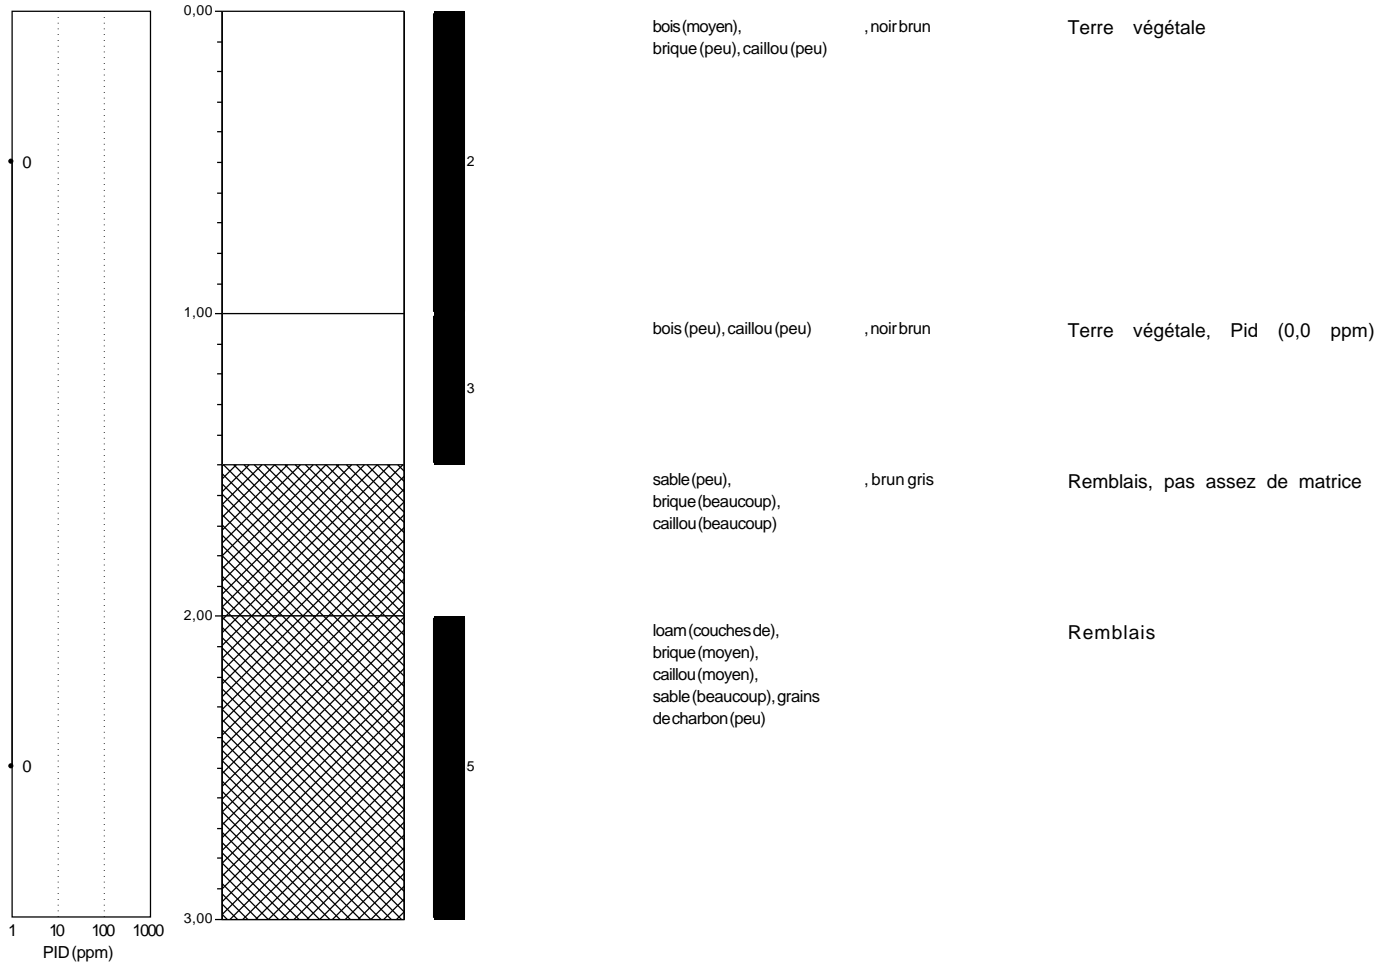 0,00
bois (moyen), , noir brun Terre végétale
brique (peu), caillou (peu)
0 2
1,00
bois (peu), caillou (peu) , noir brun Terre végétale, Pid (0,0 ppm)
3
sable (peu), , brun gris Remblais, pas assez de matrice
brique (beaucoup),
caillou (beaucoup)
2,00
loam (couches de), Remblais
brique (moyen),
caillou (moyen),
sable (beaucoup), grains
de charbon (peu)
0 5
3,00
1 10 100 1000
PID (ppm)